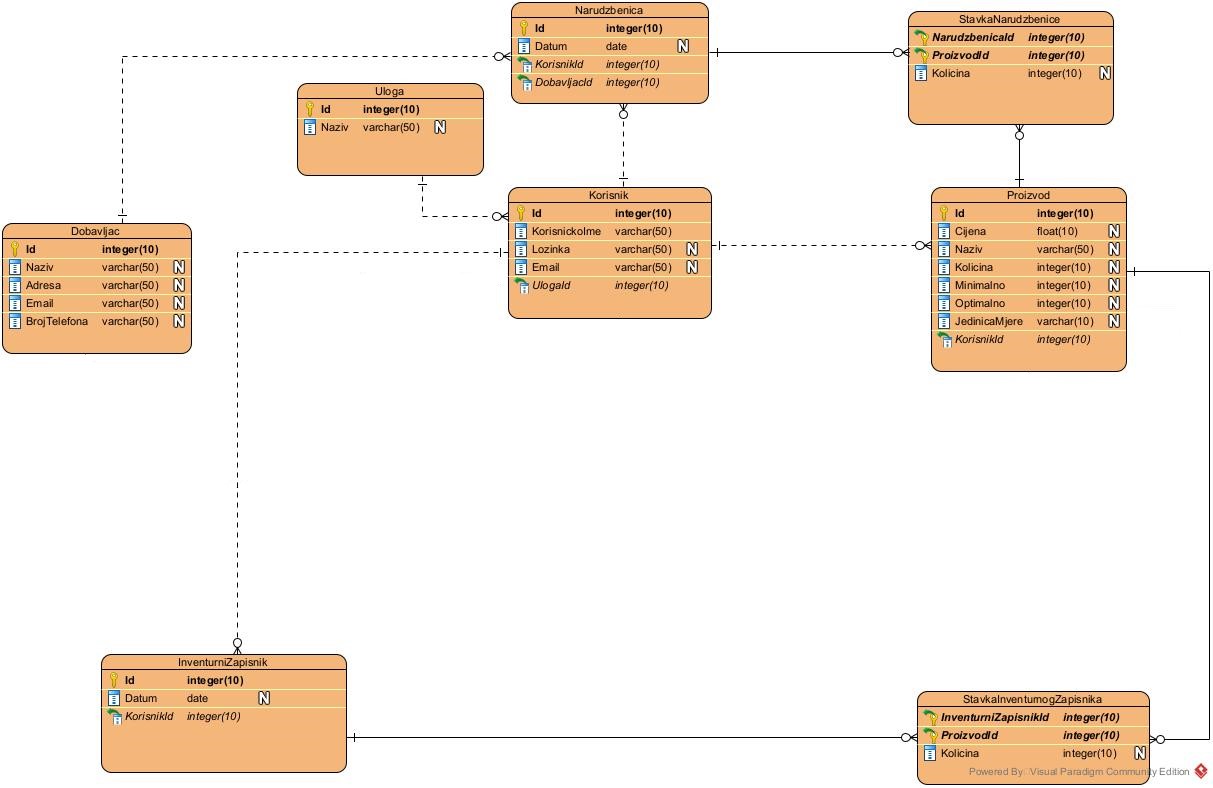 Narudzbenica
Id integer(10)
Datum date N
KorisnikId integer(10)
DobavljacId integer(10)
StavkaNarudzbenice
NarudzbenicaId integer(10)
ProizvodId integer(10)
Kolicina integer(10) N
Uloga
Id integer(10)
Naziv varchar(50) N
Korisnik
Id integer(10)
KorisnickoIme varchar(50)
Lozinka varchar(50) N
Email varchar(50) N
UlogaId integer(10)
Proizvod
Id integer(10)
Cijena float(10) N
Naziv varchar(50) N
Kolicina integer(10) N
Minimalno integer(10) N
Optimalno integer(10) N
JedinicaMjere varchar(10) N
KorisnikId integer(10)
Dobavljac
Id integer(10)
Naziv varchar(50) N
Adresa varchar(50) N
Email varchar(50) N
BrojTelefona varchar(50) N
InventurniZapisnik
Id integer(10)
Datum date N
KorisnikId integer(10)
StavkaInventurnogZapisnika
InventurniZapisnikId integer(10)
ProizvodId integer(10)
Kolicina integer(10) N
Powered By: Visual Paradigm Community Edition